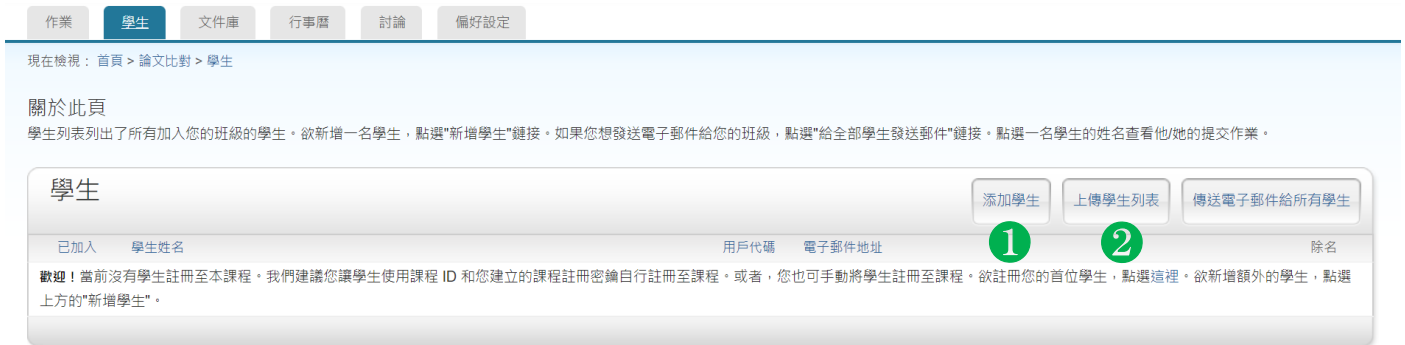 作業 學生 文件庫 行事曆 討論 偏好設定
現在檢視： 首頁 > 論文比對 > 學生
關於此頁
學生列表列出了所有加入您的班級的學生。欲新增一名學生，點選"新增學生"鏈接。如果您想發送電子郵件給您的班級，點選"給全部學生發送郵件"鏈接。點選一名學生的姓名查看他/她的提交作業。
學生 添加學生 上傳學生列表 傳送電子郵件給所有學生
1 2
已加入 學生姓名 用戶代碼 電子郵件地址 除名
歡迎！當前沒有學生註冊至本課程。我們建議您讓學生使用課程 ID 和您建立的課程註冊密鑰自行註冊至課程。或者，您也可手動將學生註冊至課程。欲註冊您的首位學生，點選這裡。欲新增額外的學生，點選
上方的"新增學生"。